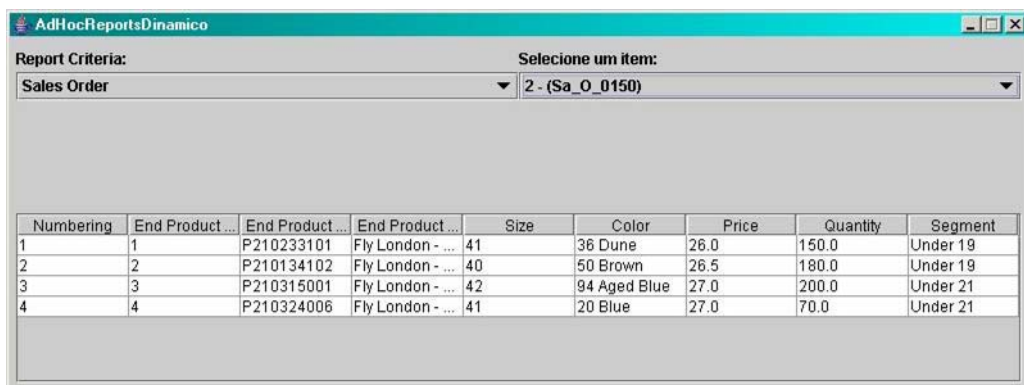 AdHocReportsDinamico
Report Criteria: Selecione um item:
Sales Order 2 - (Sa_O_0150)
Numbering End Product ... End Product ... End Product ... Size Color Price Quantity Segment
1 1 P210233101 Fly London - ... 41 36 Dune 26.0 150.0 Under 19
2 2 P210134102 Fly London - ... 40 50 Brown 26.5 180.0 Under 19
3 3 P210315001 Fly London - ... 42 94 Aged Blue 27.0 200.0 Under 21
4 4 P210324006 Fly London - ... 41 20 Blue 27.0 70.0 Under 21